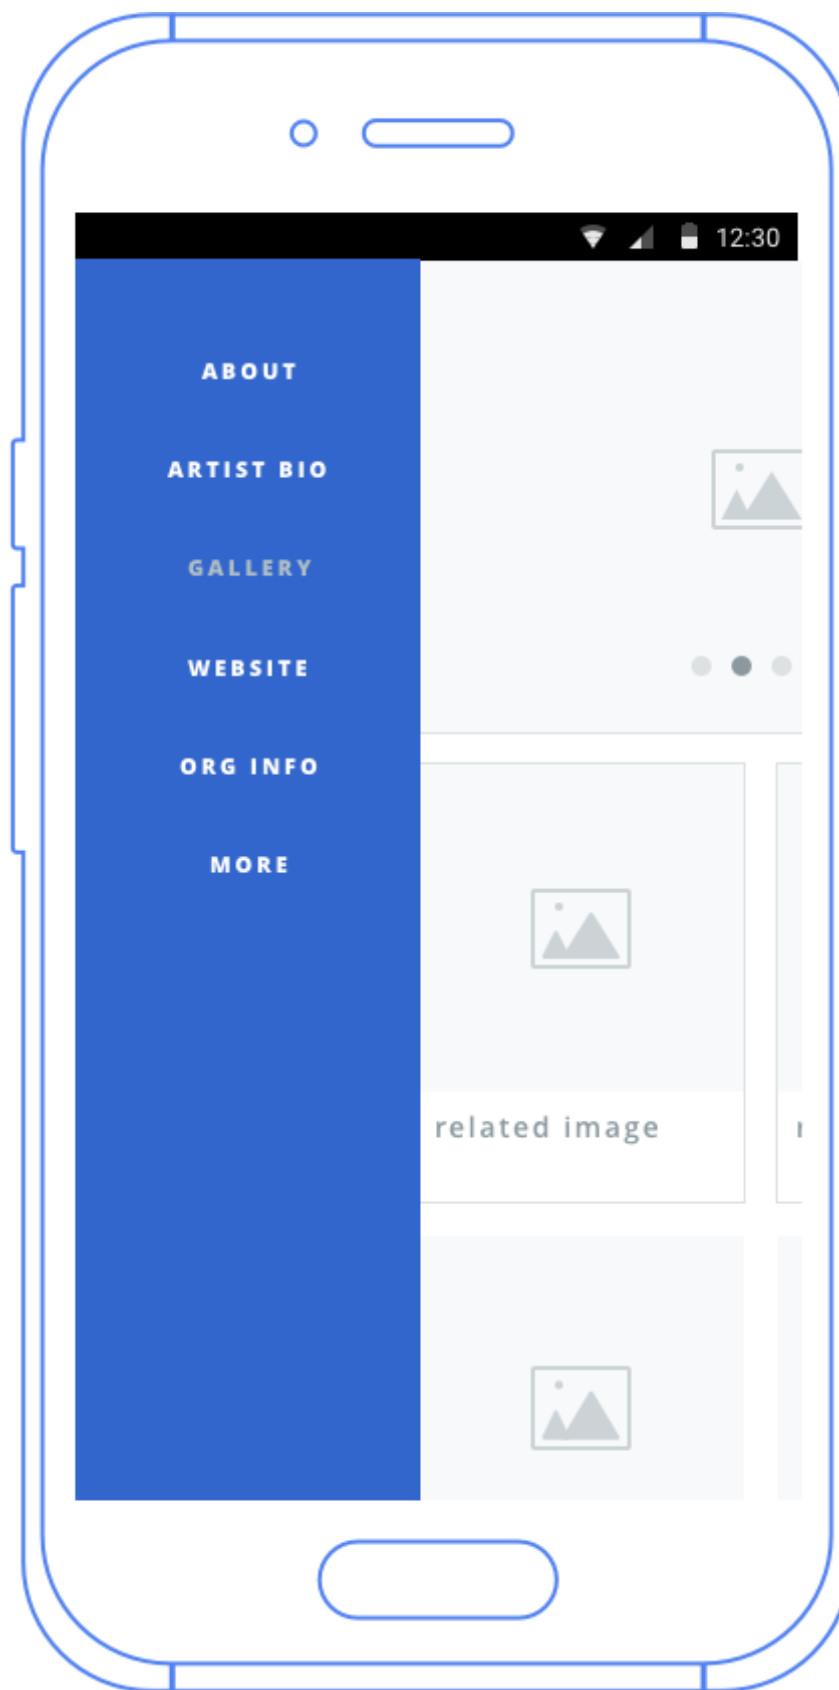 12:30
ABOUT
ARTIST BIO
GALLERY
WEBSITE
ORG INFO
MORE
related image